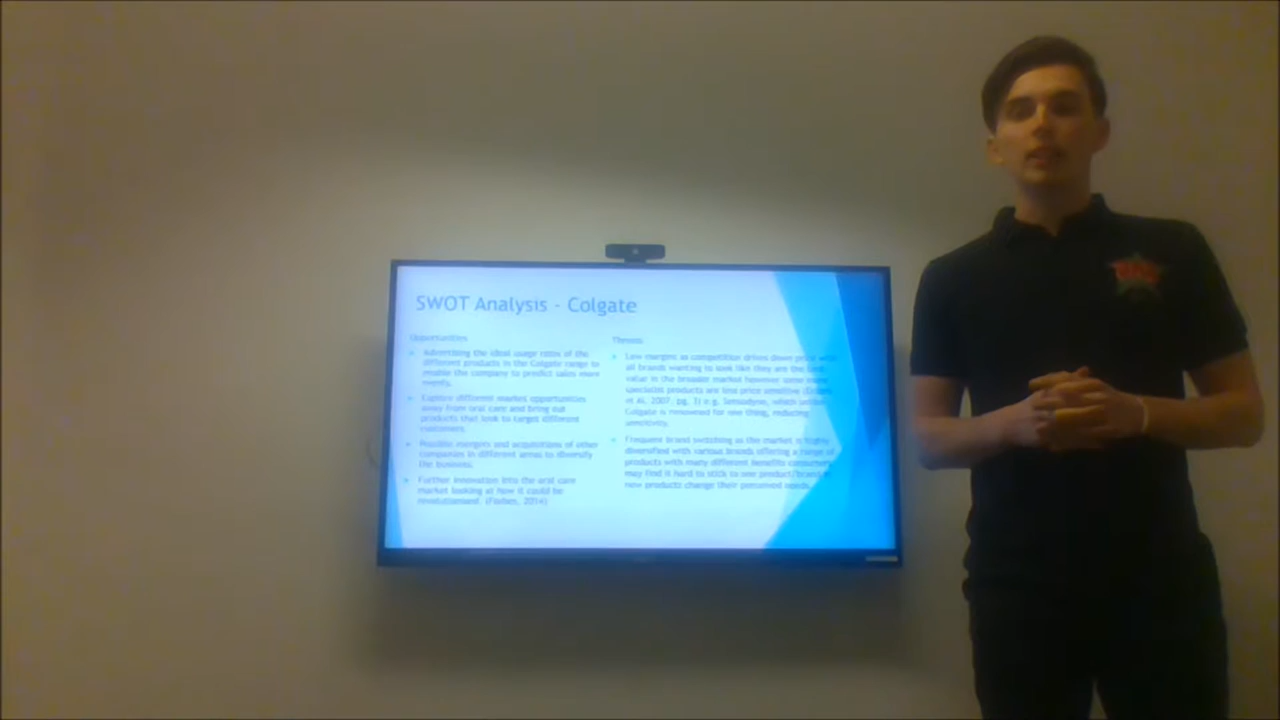 SWOT Analysis - Colgate
Opportunities
Advertising the ideal usage rates of the
different products in the Colgate range to
enable the company to predict sales more
evenly.
Explore different market opportunities
away from oral care and bring out
products that look to target different
customers.
Possible mergers and acquisitions of other
companies in different areas to diversify
the business.
Further innovation into the oral care
market looking at how it could be
revolutionised. (Forbes, 2014)
Threats
Low margins as competition drives down price with
all brands wanting to look like they are the best
value in the broader market however some more
specialist products are less price sensitive
et al, 2007: pg. 1) e.g. Sensodyne, which unlike
Colgate is renowned for one thing, reducing
sensitivity.
Frequent brand switching as the market is highly
diversified with various brands offering a range of
products with many different benefits consumers
may find it hard to stick to one product/brand as
new products change their perceived needs.